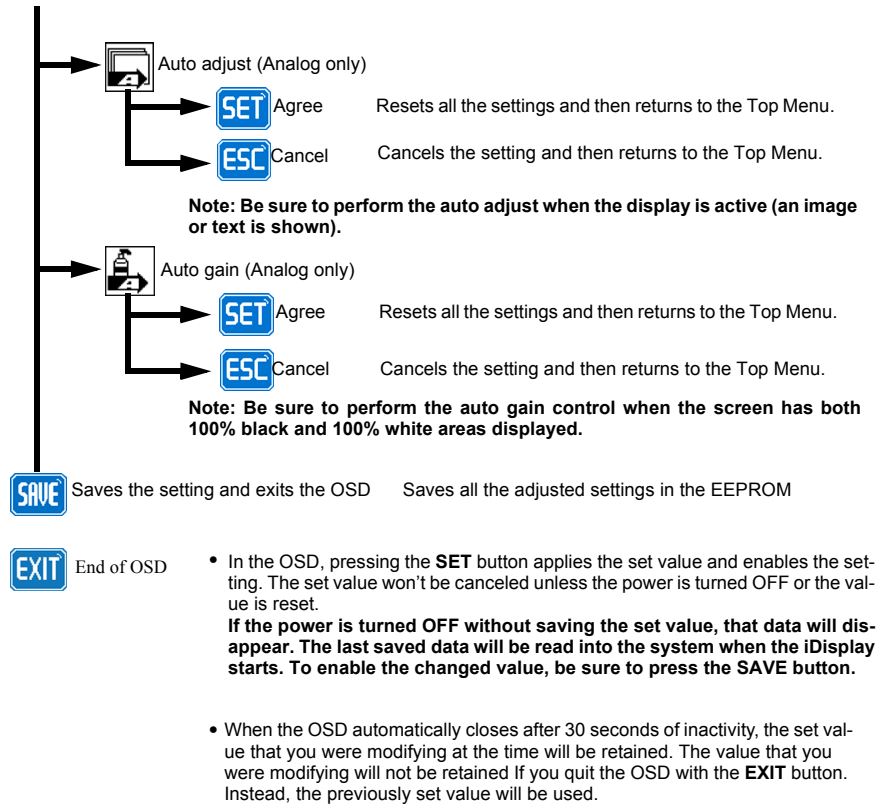 Auto adjust (Analog only)
SET Agree Resets all the settings and then returns to the Top Menu.
ESC Cancel Cancels the setting and then returns to the Top Menu.
Note: Be sure to perform the auto adjust when the display is active (an image
or text is shown).
Auto gain (Analog only)
SET Agree Resets all the settings and then returns to the Top Menu.
ESC Cancel Cancels the setting and then returns to the Top Menu.
Note: Be sure to perform the auto gain control when the screen has both
100% black and 100% white areas displayed.
SAVE Saves the setting and exits the OSD Saves all the adjusted settings in the EEPROM
EXIT End of OSD • In the OSD, pressing the SET button applies the set value and enables the set-
ting. The set value won't be canceled unless the power is turned OFF or the val-
ue is reset.
If the power is turned OFF without saving the set value, that data will dis-
appear. The last saved data will be read into the system when the iDisplay
starts. To enable the changed value, be sure to press the SAVE button.
• When the OSD automatically closes after 30 seconds of inactivity, the set val-
ue that you were modifying at the time will be retained. The value that you
were modifying will not be retained If you quit the OSD with the EXIT button.
Instead, the previously set value will be used.